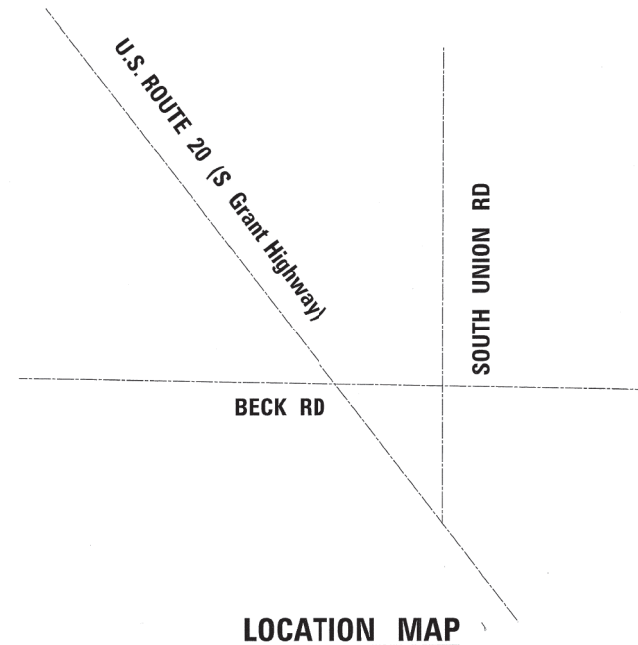 U.S. ROUTE 20 (S Grant Highway)
SOUTH UNION RD
BECK RD
LOCATION MAP